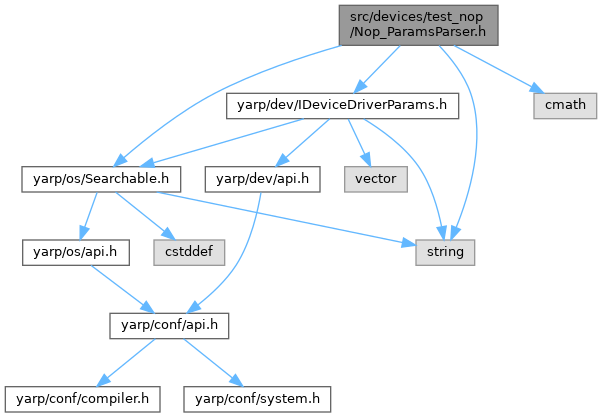 src/devices/test_nop
/Nop_ParamsParser.h
yarp/dev/IDeviceDriverParams.h
cmath
yarp/os/Searchable.h
yarp/dev/api.h
vector
yarp/os/api.h
cstddef
string
yarp/conf/api.h
yarp/conf/compiler.h
yarp/conf/system.h